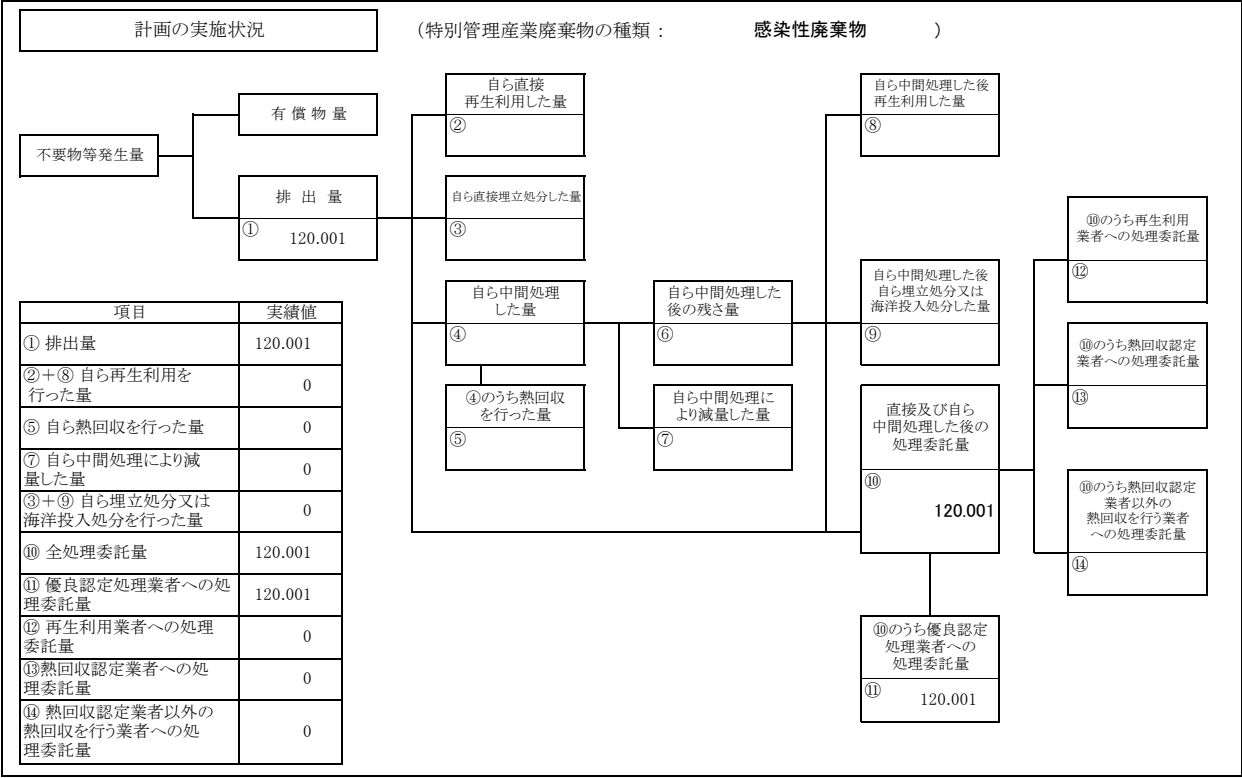 計画の実施状況
（特別管理産業廃棄物の種類： 感染性廃棄物 ）
不要物等発生量
有 償 物 量
排 出 量
① 120.001
自ら直接
再生利用した量
②
自ら直接埋立処分した量
③
自ら中間処理
した量
④
④のうち熱回収
を行った量
⑤
自ら中間処理した
後の残さ量
⑥
自ら中間処理に
より減量した量
⑦
自ら中間処理した後
再生利用した量
⑧
自ら中間処理した後
自ら埋立処分又は
海洋投入処分した量
⑨
直接及び自ら
中間処理した後の
処理委託量
⑩
120.001
⑩のうち優良認定
処理業者への
処理委託量
⑪ 120.001
⑩のうち再生利用
業者への処理委託量
⑫
⑩のうち熱回収認定
業者への処理委託量
⑬
⑩のうち熱回収認定
業者以外の
熱回収を行う業者
への処理委託量
⑭
項目 実績値
① 排出量 120.001
②＋⑧ 自ら再生利用を
行った量 0
⑤ 自ら熱回収を行った量 0
⑦ 自ら中間処理により減
量した量 0
③＋⑨ 自ら埋立処分又は
海洋投入処分を行った量 0
⑩ 全処理委託量 120.001
⑪ 優良認定処理業者への処
理委託量 120.001
⑫ 再生利用業者への処理
委託量 0
⑬熱回収認定業者への処
理委託量 0
⑭ 熱回収認定業者以外の
熱回収を行う業者への処
理委託量 0